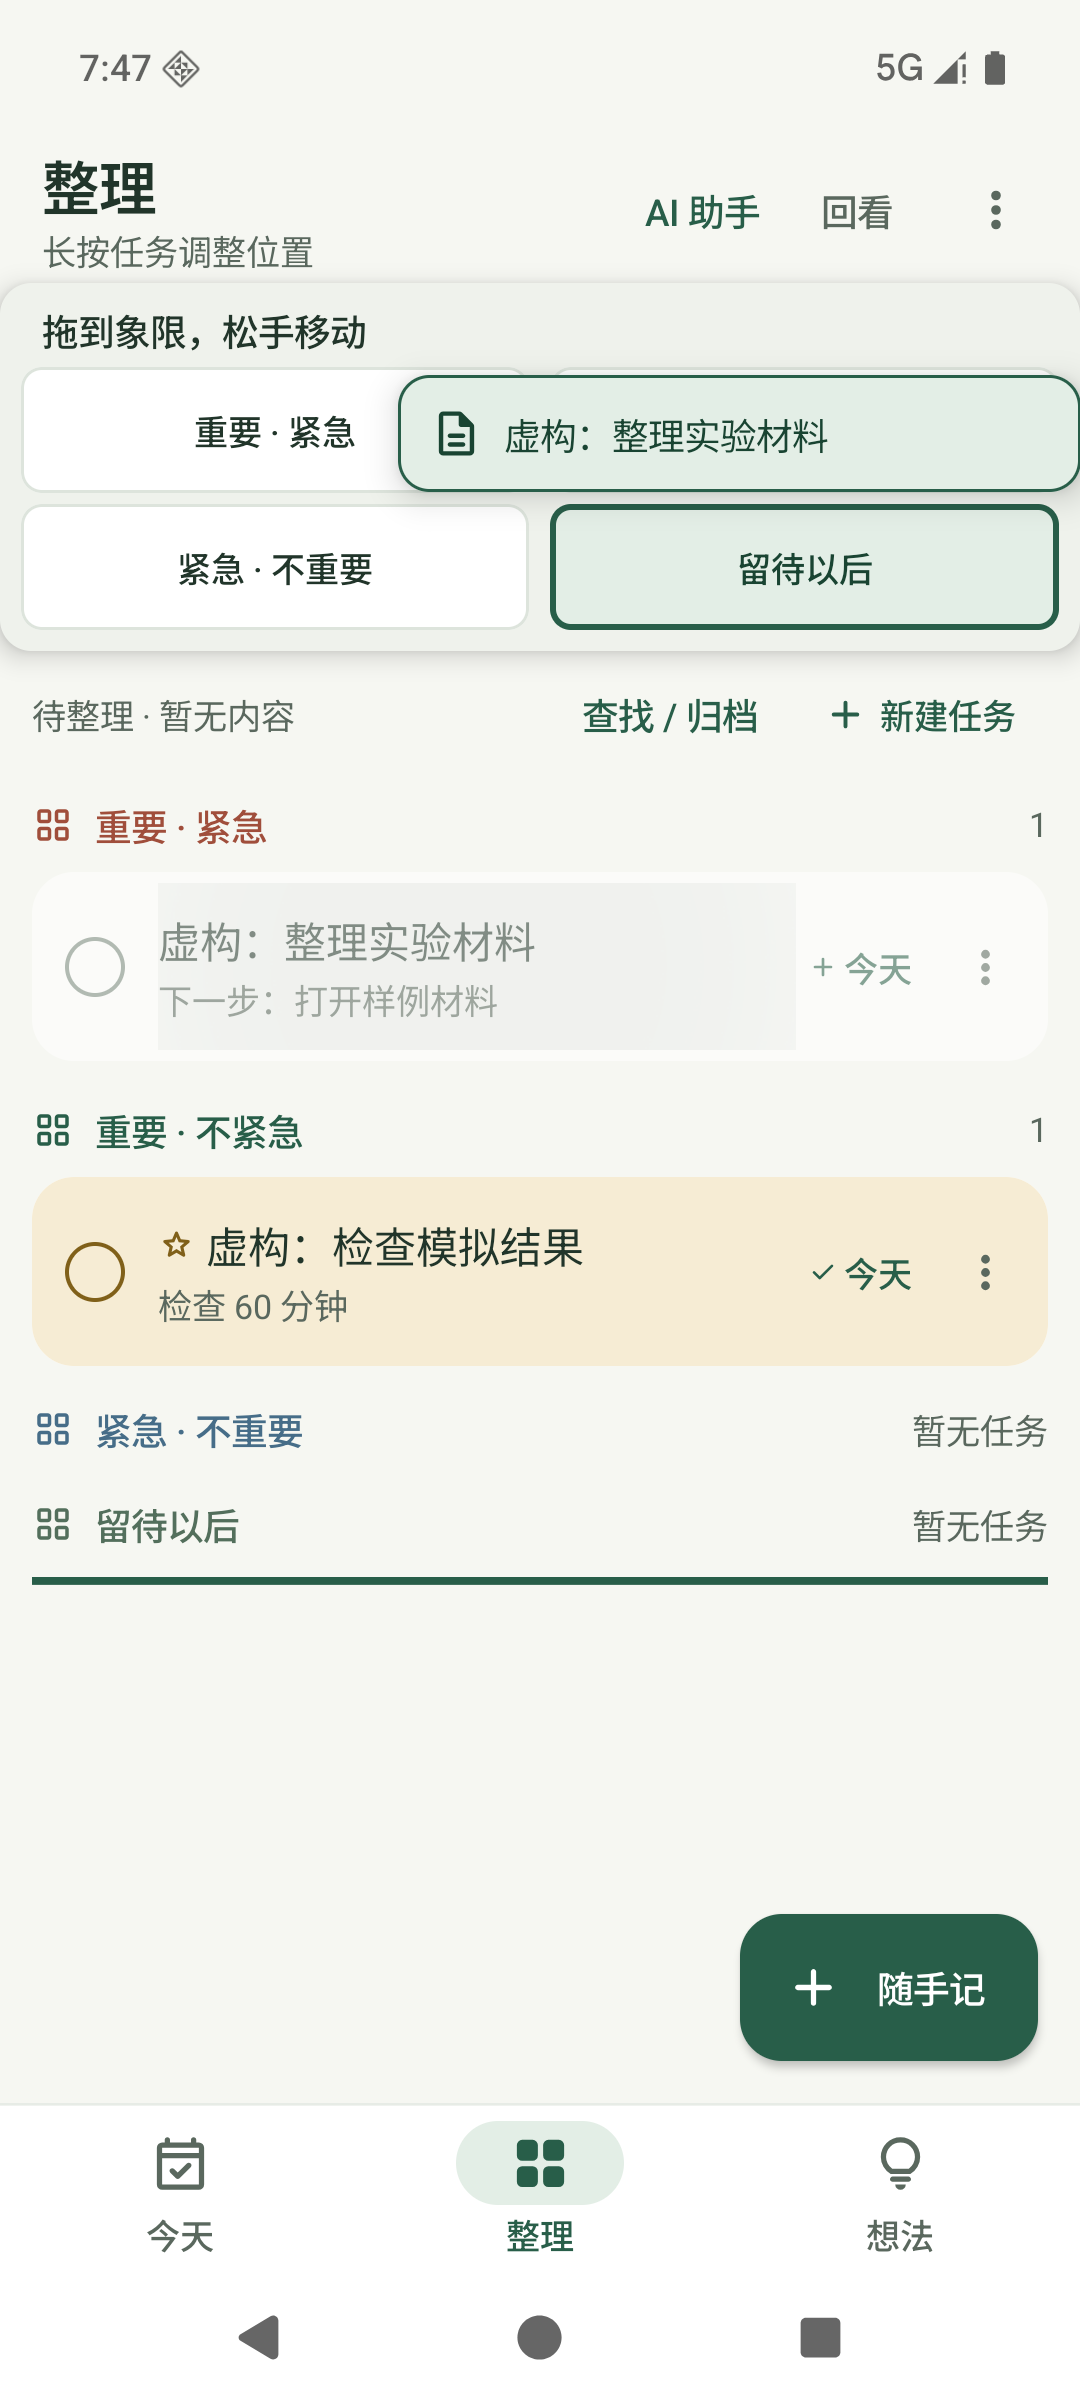 7:47
5G
整理
长按任务调整位置
AI 助手
回看
拖到象限，松手移动
重要 · 紧急
虚构：整理实验材料
紧急 · 不重要
留待以后
待整理 · 暂无内容
查找 / 归档
新建任务
重要 · 紧急
1
虚构：整理实验材料
下一步：打开样例材料
+ 今天
重要 · 不紧急
1
虚构：检查模拟结果
检查 60 分钟
今天
紧急 · 不重要
暂无任务
留待以后
暂无任务
随手记
今天
整理
想法